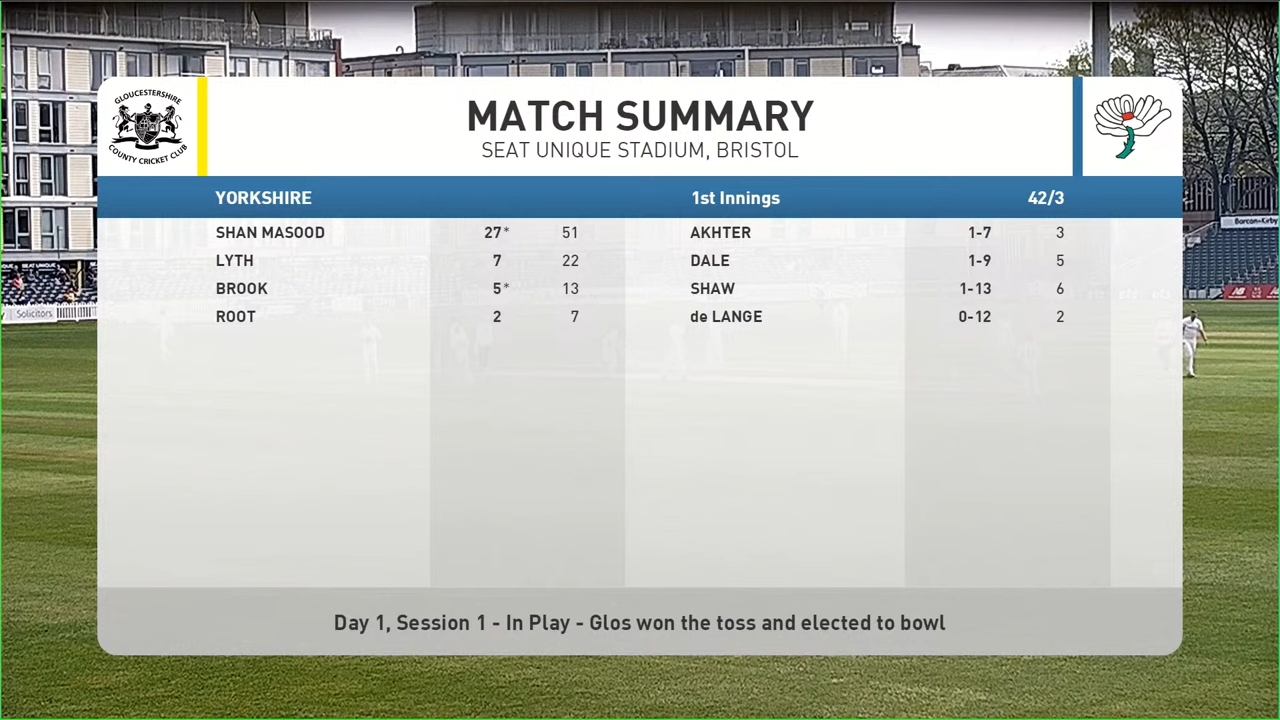 GLOUCESTERSHIRE
COUNTY CRICKET CLUB
MATCH SUMMARY
SEAT UNIQUE STADIUM, BRISTOL
YORKSHIRE 1st Innings 42/3
SHAN MASOOD 27* 51 AKHTER 1-7 3
LYTH 7 22 DALE 1-9 5
BROOK 5* 13 SHAW 1-13 6
ROOT 2 7 de LANGE 0-12 2
Barcan+Kirby
Solicitors
Day 1, Session 1 - In Play - Glos won the toss and elected to bowl